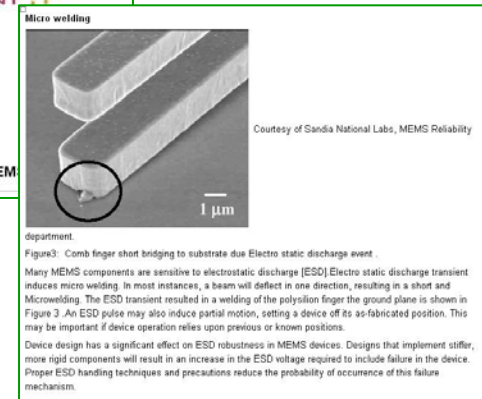 Micro welding
Courtesy of Sandia National Labs, MEMS Reliability
EMS
1 μm
department.
Figure3: Comb finger short bridging to substrate due Electro static discharge event .
Many MEMS components are sensitive to electrostatic discharge [ESD].Electro static discharge transient
induces micro welding. In most instances, a beam will deflect in one direction, resulting in a short and
Microwelding. The ESD transient resulted in a welding of the polysilion finger the ground plane is shown in
Figure 3 .An ESD pulse may also induce partial motion, setting a device off its as-fabricated position. This
may be important if device operation relies upon previous or known positions.
Device design has a significant effect on ESD robustness in MEMS devices. Designs that implement stiffer,
more rigid components will result in an increase in the ESD voltage required to include failure in the device.
Proper ESD handling techniques and precautions reduce the probability of occurrence of this failure
mechanism.